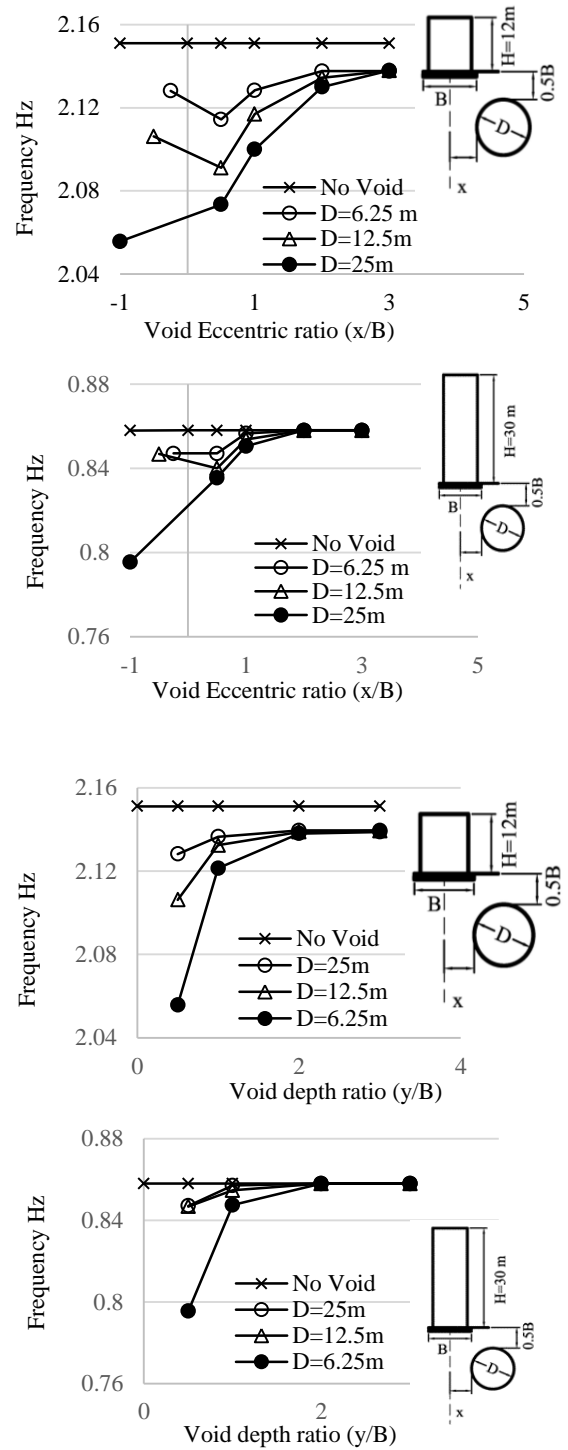 2.16
2.12
2.08
2.04
Frequency Hz
No Void
D=6.25 m
D=12.5m
D=25m
-1
1
3
5
Void Eccentric ratio (x/B)
H=12m
0.5B
B
D
x
0.88
0.84
0.8
0.76
Frequency Hz
No Void
D=6.25 m
D=12.5m
D=25m
-1
1
3
5
Void Eccentric ratio (x/B)
H=30 m
0.5B
B
D
x
2.16
2.12
2.08
2.04
Frequency Hz
No Void
D=25m
D=12.5m
D=6.25m
0
2
4
Void depth ratio (y/B)
H=12m
0.5B
B
D
x
0.88
0.84
0.8
0.76
Frequency Hz
No Void
D=25m
D=12.5m
D=6.25m
0
2
Void depth ratio (y/B)
H=30 m
0.5B
B
D
x